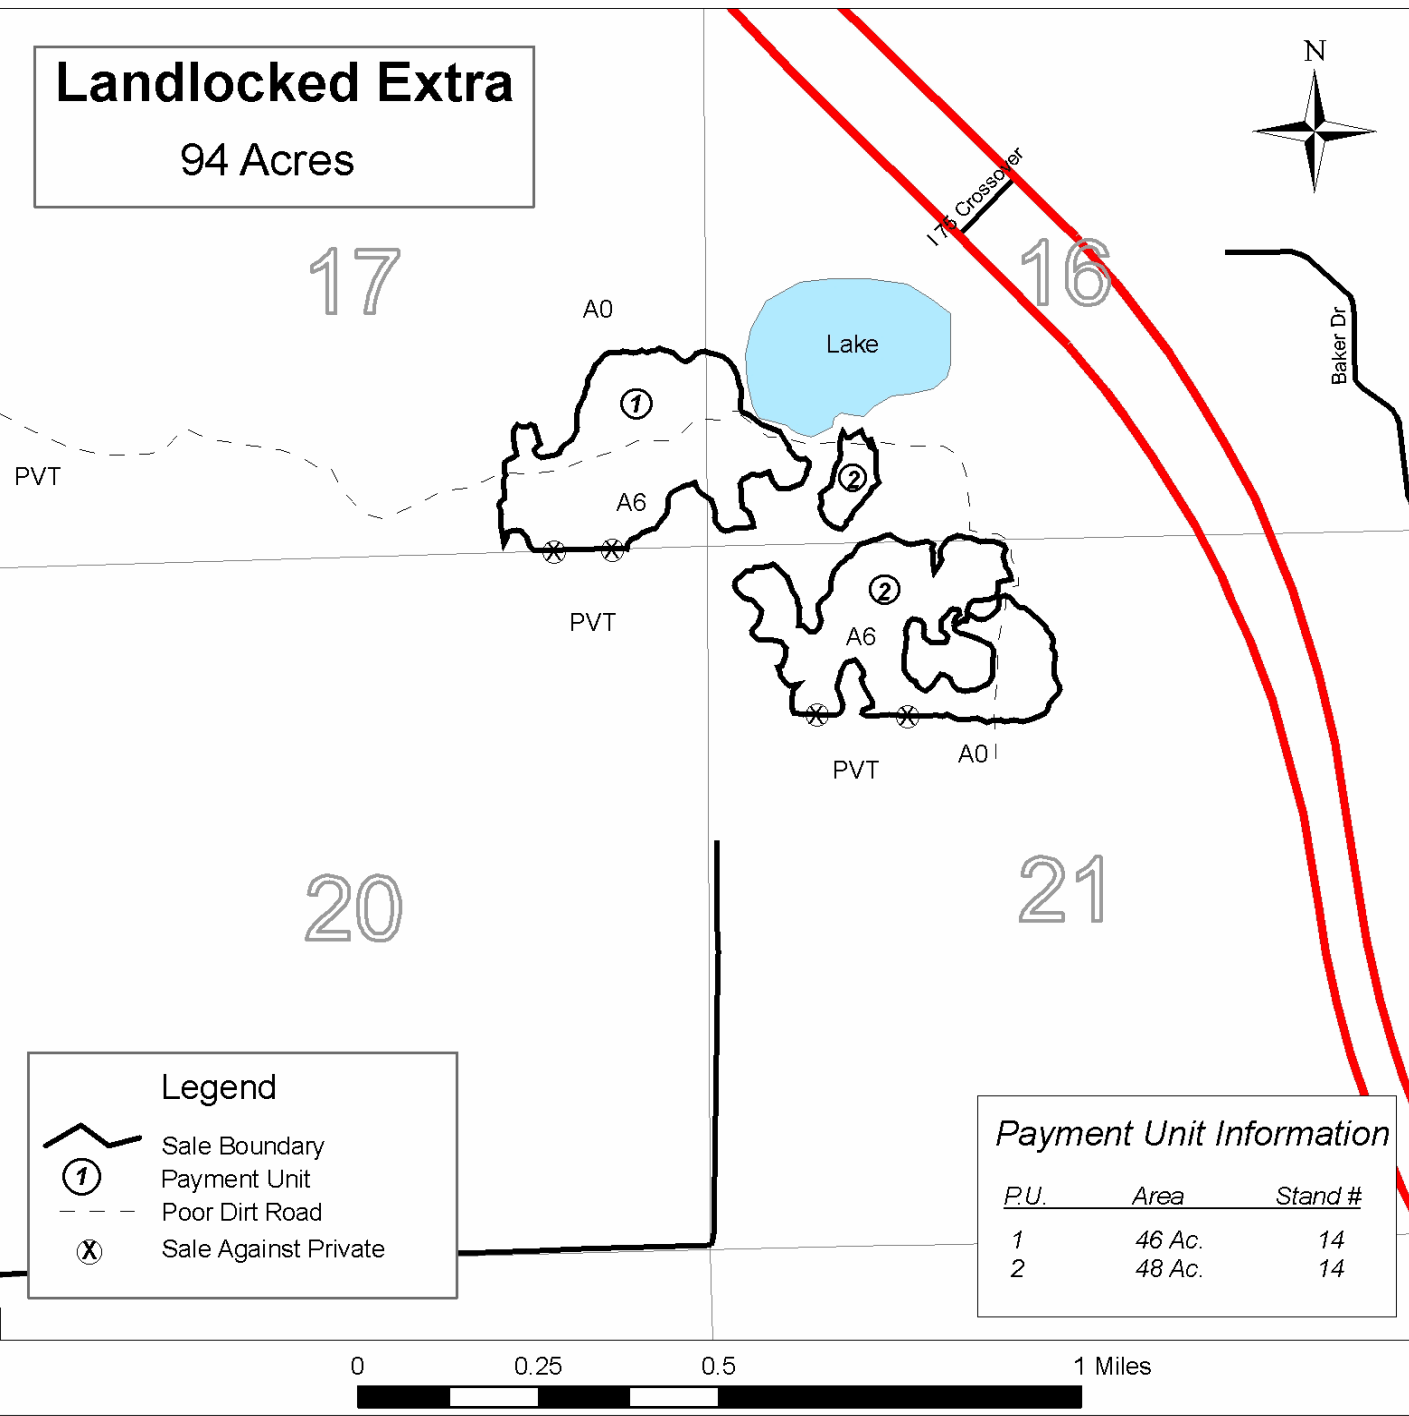 Landlocked Extra
94 Acres
N
I 75 Crossover
17
16
A0
Lake
Baker Dr
1
PVT
2
A6
X X
2
PVT
A6
X X
A0
PVT
20
21
Legend
Sale Boundary
1 Payment Unit
Poor Dirt Road
X Sale Against Private
Payment Unit Information
P.U. Area Stand #
1 46 Ac. 14
2 48 Ac. 14
0 0.25 0.5 1 Miles